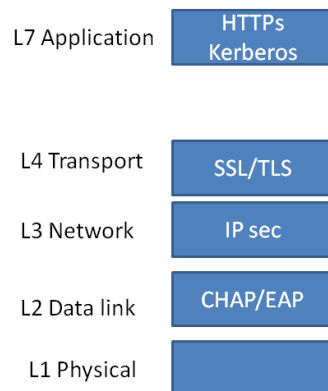 L7 Application
HTTPs
Kerberos
L4 Transport
SSL/TLS
L3 Network
IP sec
L2 Data link
CHAP/EAP
L1 Physical